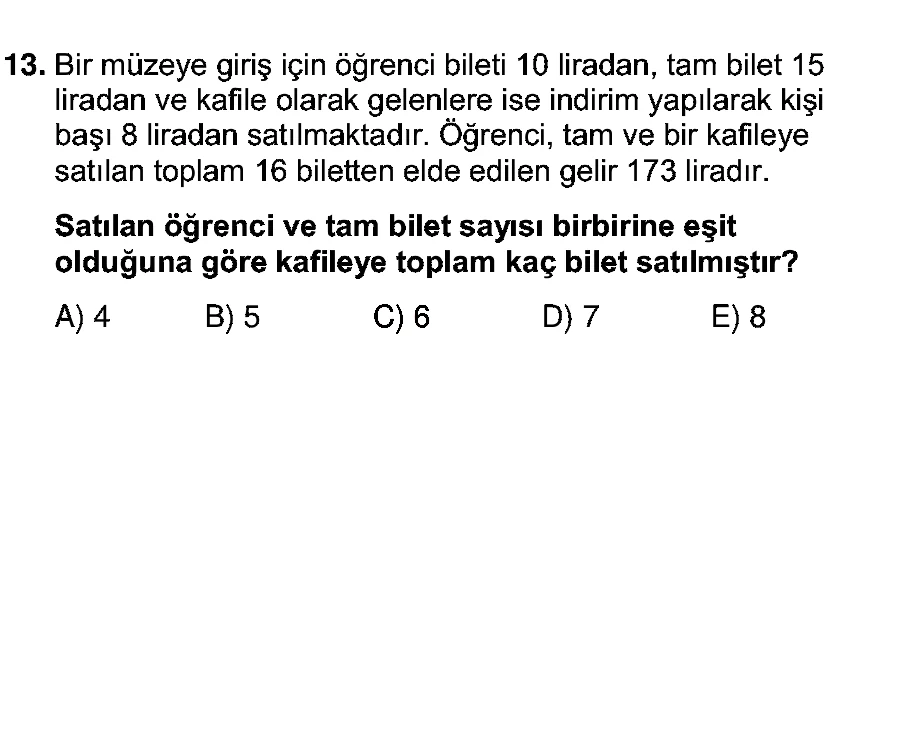 13. Bir müzeye giriş için öğrenci bileti 10 liradan, tam bilet 15
liradan ve kafile olarak gelenlere ise indirim yapılarak kişi
başı 8 liradan satılmaktadır. Öğrenci, tam ve bir kafileye
satılan toplam 16 biletten elde edilen gelir 173 liradır.
Satılan öğrenci ve tam bilet sayısı birbirine eşit
olduğuna göre kafileye toplam kaç bilet satılmıştır?
A) 4 B) 5 C) 6 D) 7 E) 8